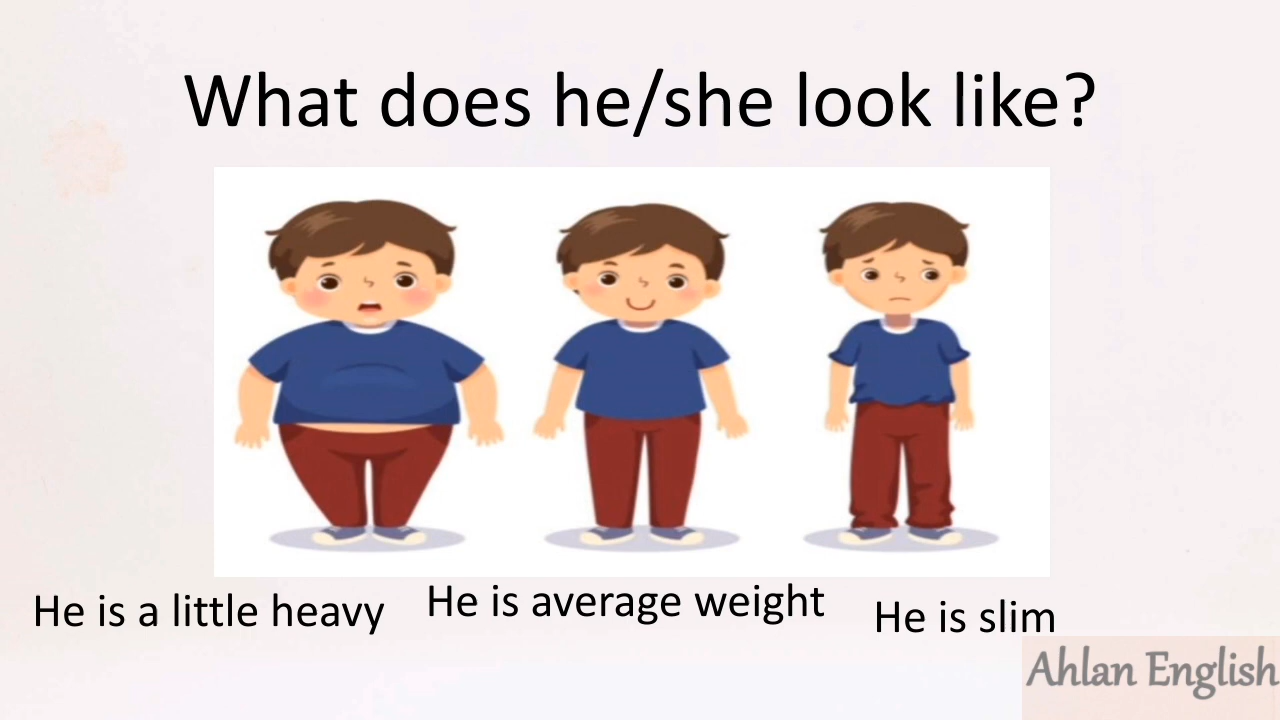 What does he/she look like?
He is a little heavy
He is average weight
He is slim
Ahlan English